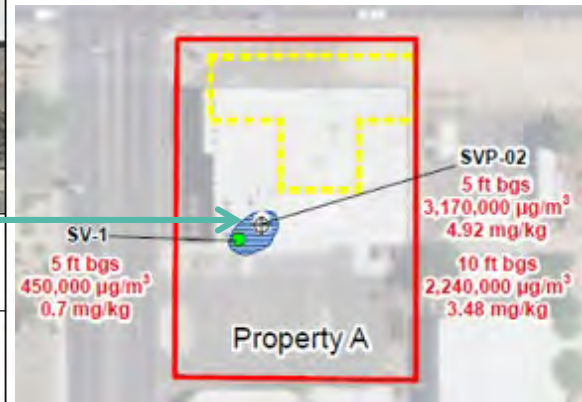 SVP-02
5 ft bgs
3,170,000 µg/m³
4.92 mg/kg
10 ft bgs
2,240,000 µg/m³
3.48 mg/kg
SV-1
5 ft bgs
450,000 µg/m³
0.7 mg/kg
Property A